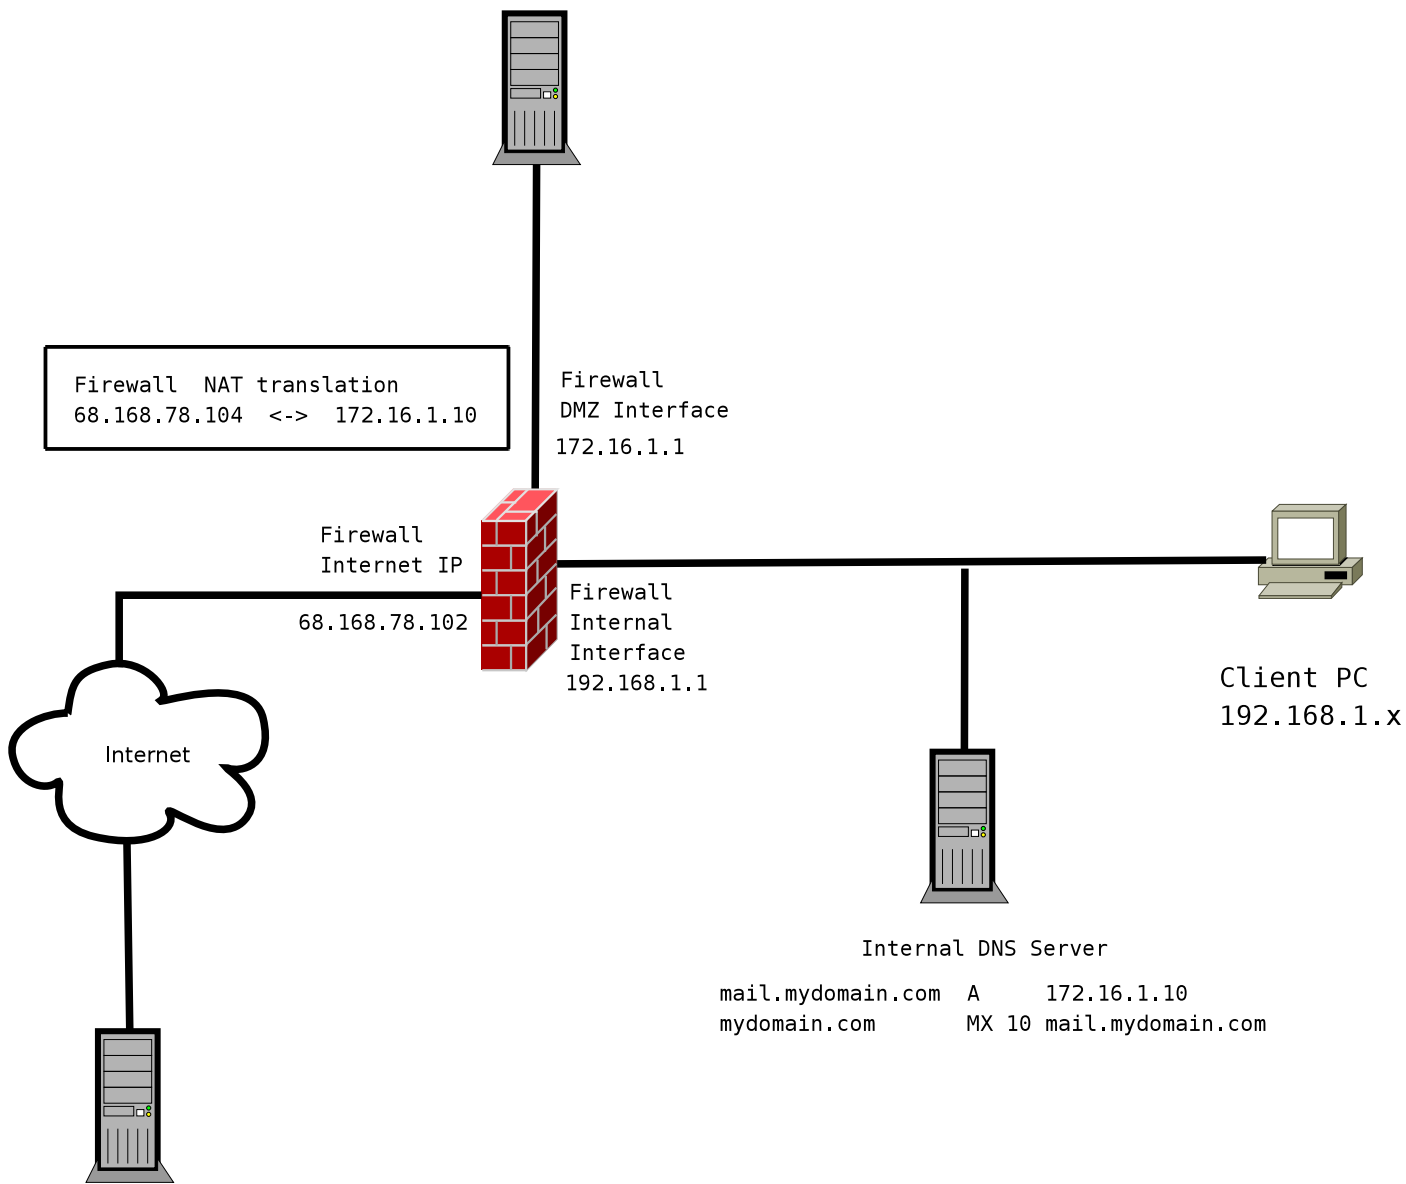 Firewall  NAT translation
68.168.78.104  <->  172.16.1.10
Firewall
DMZ Interface
172.16.1.1
Firewall
Internet IP
68.168.78.102
Firewall
Internal
Interface
192.168.1.1
Client PC
192.168.1.x
Internet
Internal DNS Server
mail.mydomain.com  A     172.16.1.10
mydomain.com       MX 10 mail.mydomain.com